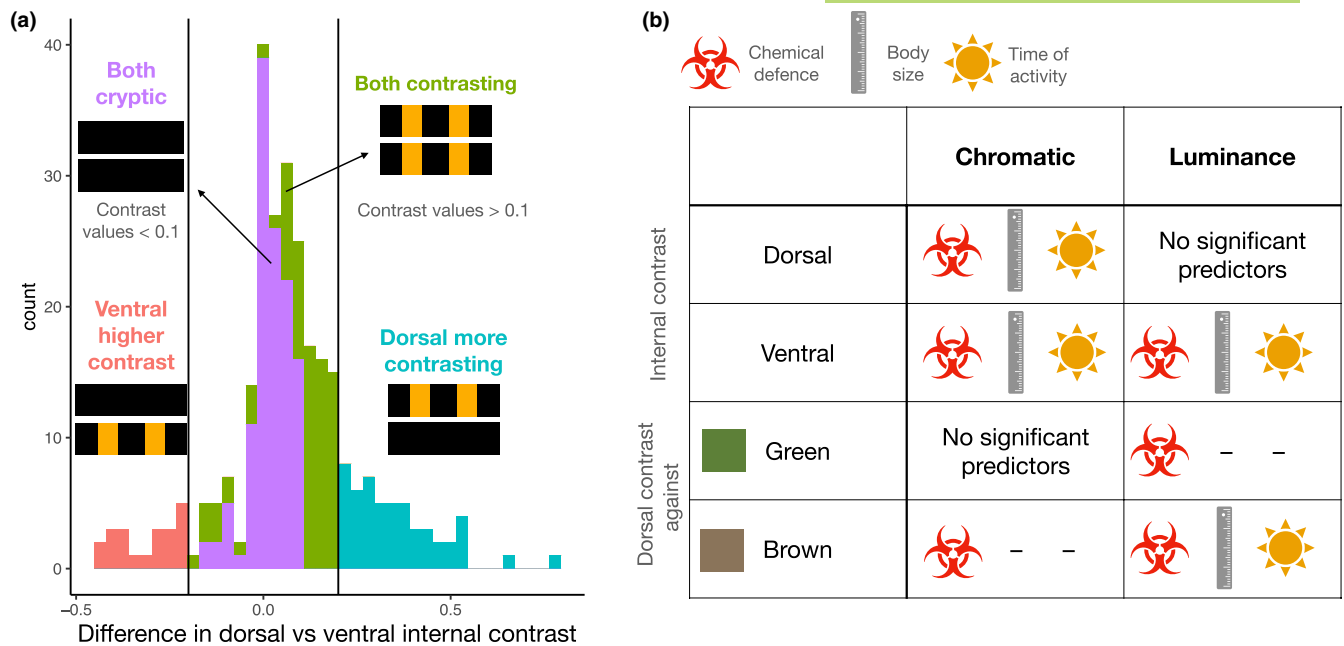 (a)
40
30
20
10
0
count
−0.5
0.0
0.5
Difference in dorsal vs ventral internal contrast
Both
cryptic
Contrast
values < 0.1
Both contrasting
Contrast values > 0.1
Ventral
higher
contrast
Dorsal more
contrasting
(b)
Chemical
defence
Body
size
Time of
activity
Chromatic
Luminance
Internal contrast
Dorsal
No significant
predictors
Ventral
Dorsal contrast
against
Green
No significant
predictors
– –
Brown
– –